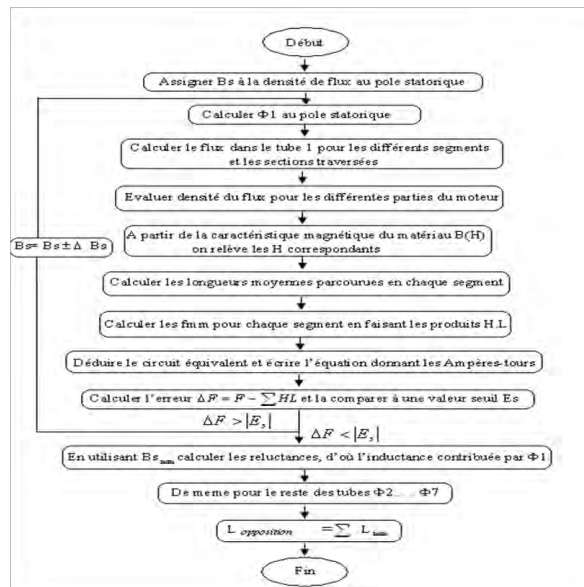 Début
Assigner Bs à la densité de flux au pole statorique
Calculer Φ1 au pole statorique
Calculer le flux dans le tube 1 pour les différents segments
et les sections traversées
Evaluer densité du flux pour les différentes parties du moteur
A partir de la caractéristique magnétique du matériau B(H)
on relève les H correspondants
Bs= Bs ± Δ Bs
Calculer les longueurs moyennes parcourues en chaque segment
Calculer les fmm pour chaque segment en faisant les produits H.L
Déduire le circuit équivalent et écrire l'équation donnant les Ampères-tours
Calculer l'erreur ΔF = F − ∑ HL et la comparer à une valeur seuil Es
ΔF > |E_s|
ΔF < |E_s|
En utilisant Bs calculer les reluctances, d'où l'inductance contribuée par Φ1
De meme pour le reste des tubes Φ2.... Φ7
L opposition = ∑ L
Fin